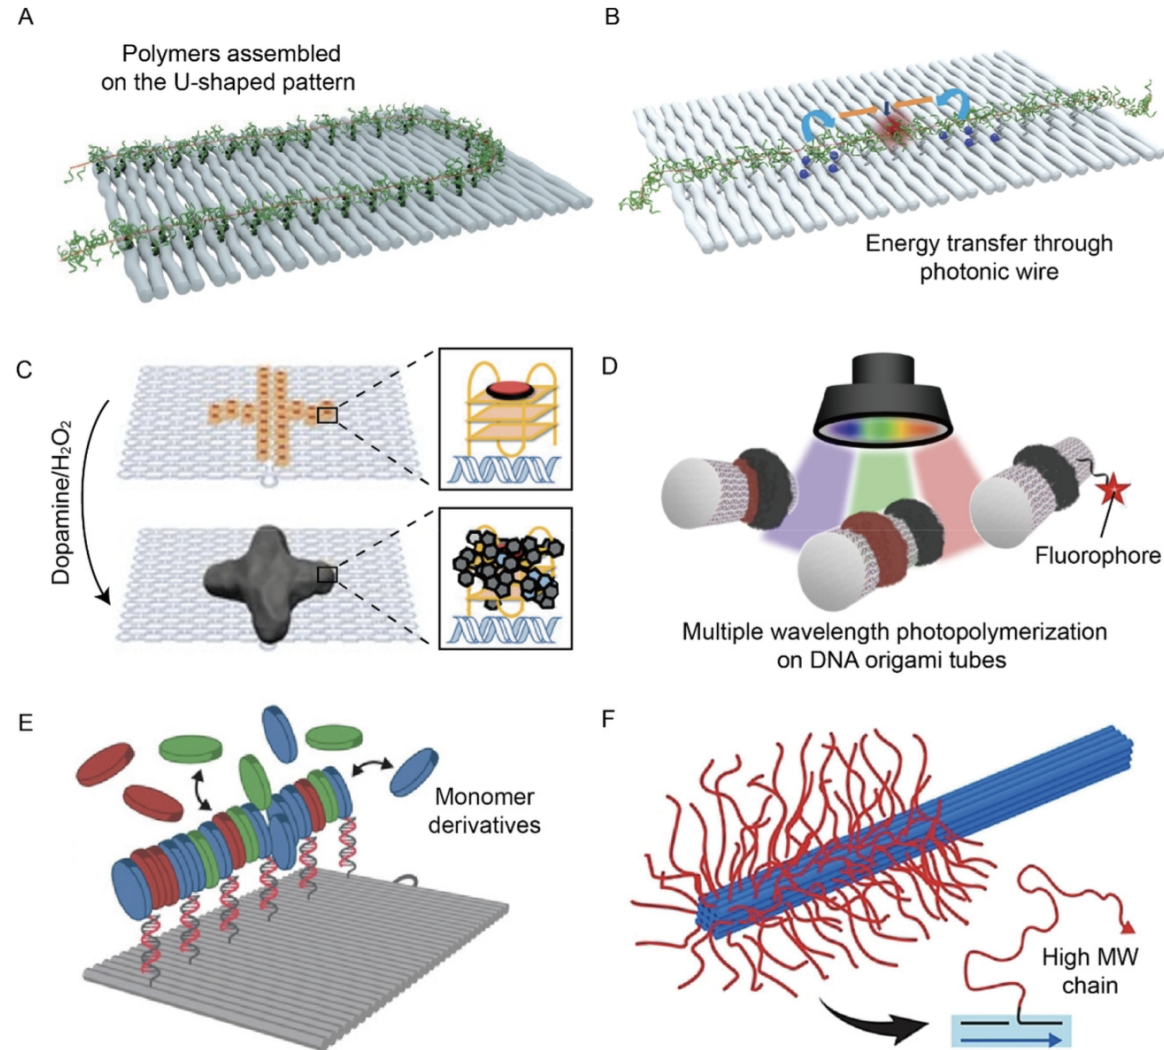 A
Polymers assembled
on the U-shaped pattern
B
Energy transfer through
photonic wire
C
Dopamine/H₂O₂
D
Fluorophore
Multiple wavelength photopolymerization
on DNA origami tubes
E
Monomer
derivatives
F
High MW
chain